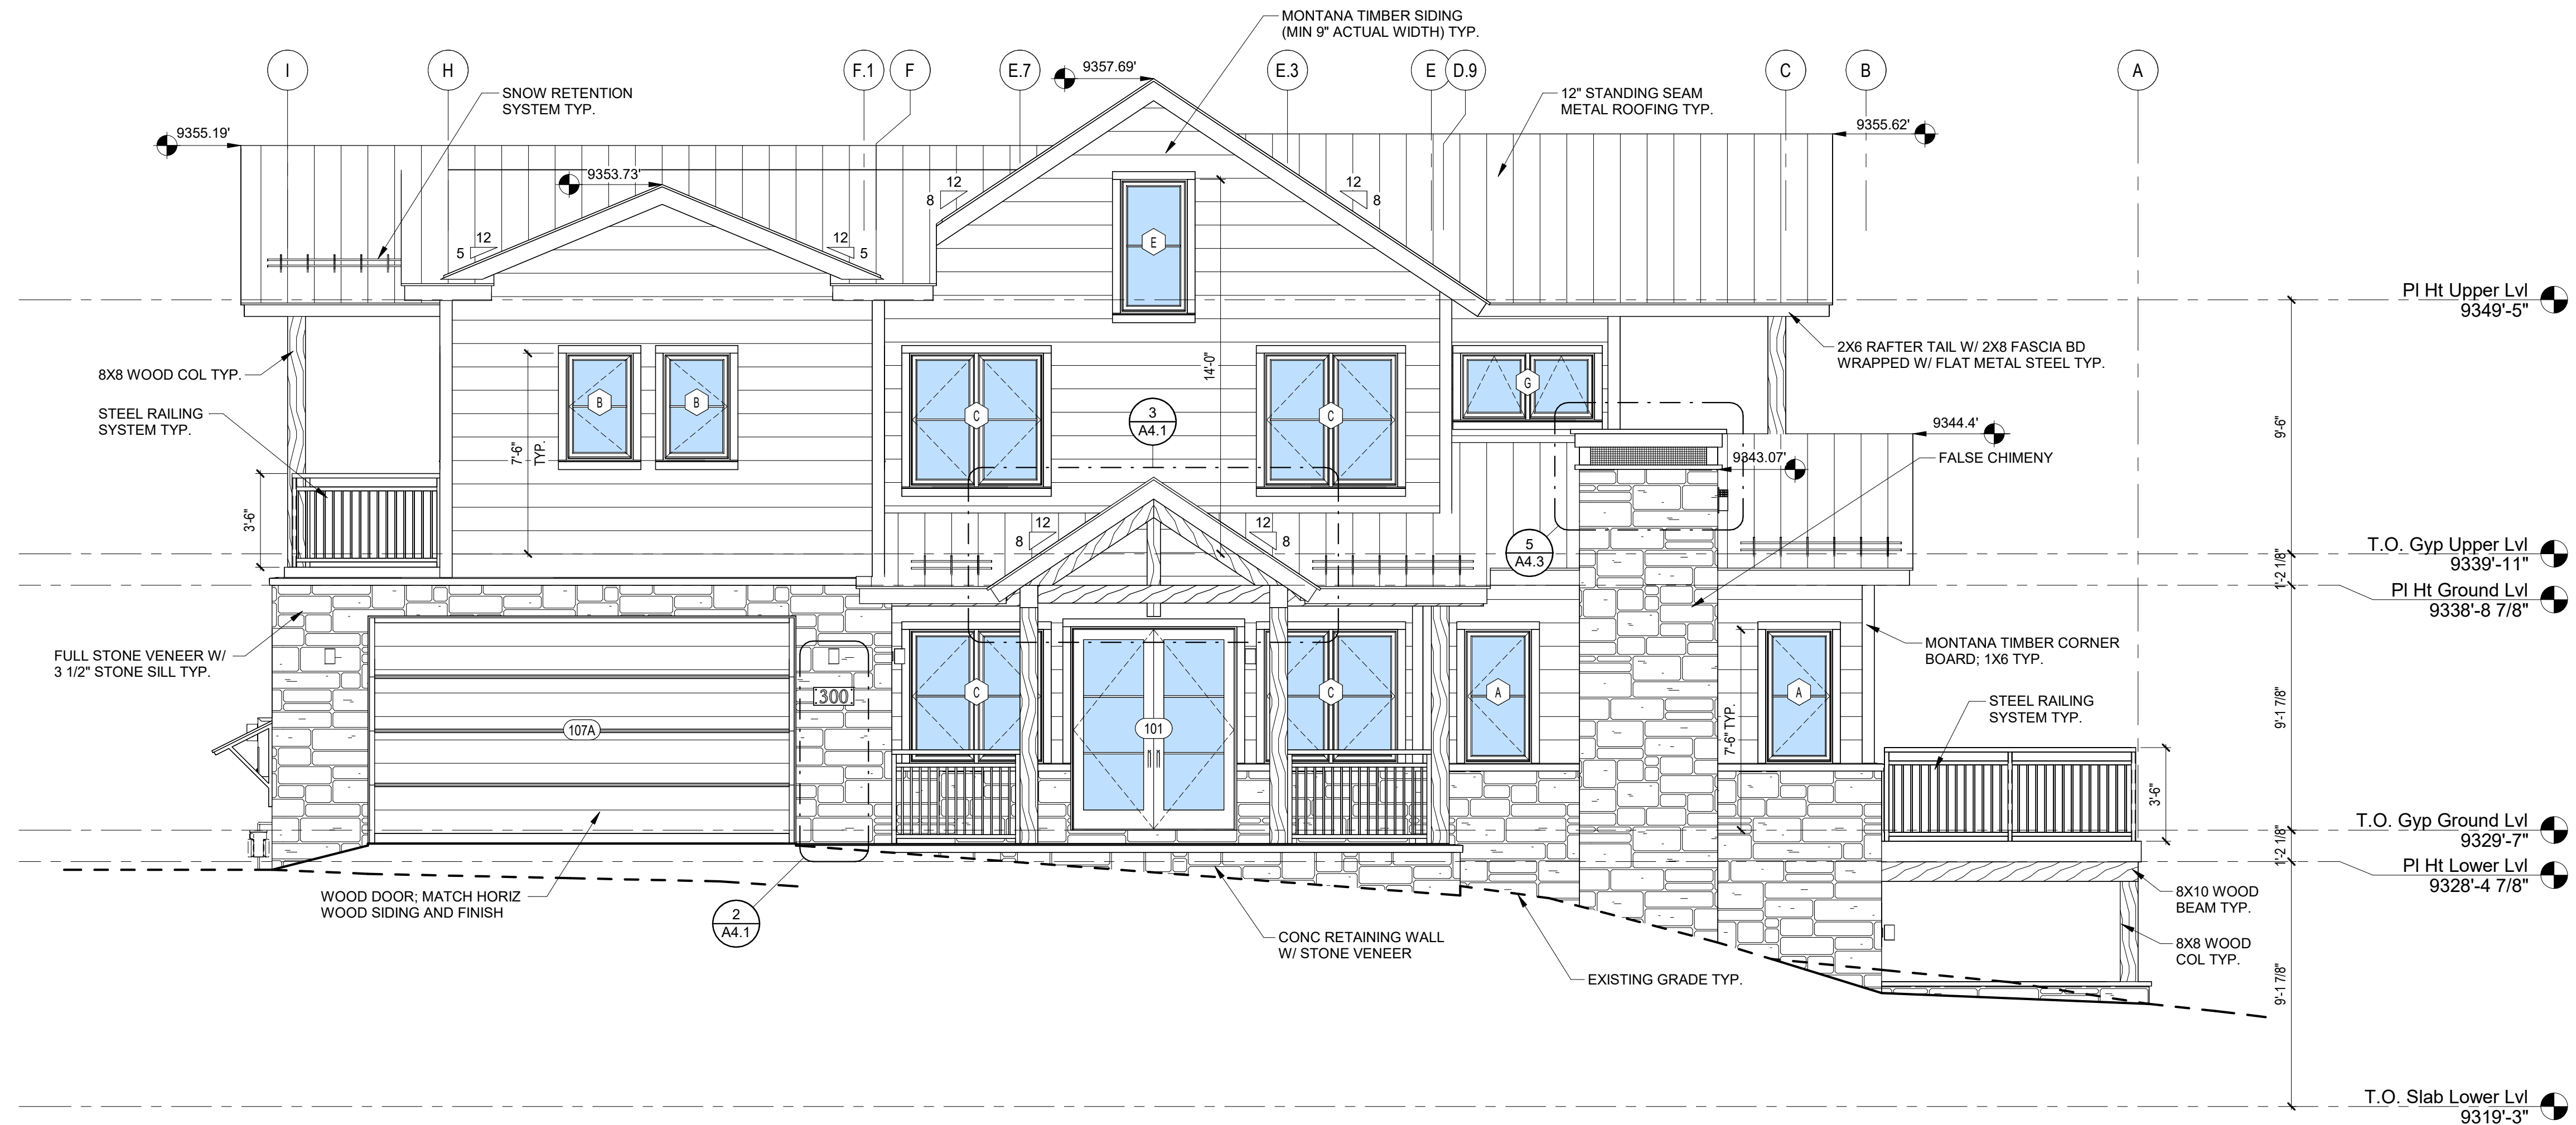 MONTANA TIMBER SIDING
(MIN 9" ACTUAL WIDTH) TYP.
I
H
F.1
F
E.7
9357.69'
E.3
E
D.9
C
B
A
SNOW RETENTION
SYSTEM TYP.
12" STANDING SEAM
METAL ROOFING TYP.
9355.19'
9355.62'
9353.73'
12
8
12
8
12
5
12
5
E
Pl Ht Upper Lvl
9349'-5"
2X6 RAFTER TAIL W/ 2X8 FASCIA BD
WRAPPED W/ FLAT METAL STEEL TYP.
8X8 WOOD COL TYP.
STEEL RAILING
SYSTEM TYP.
14'-0"
7'-6"
TYP.
B
B
C
C
G
3
A4.1
9344.4'
9'-6"
9343.07'
FALSE CHIMENY
3'-6"
12
8
12
8
5
A4.3
T.O. Gyp Upper Lvl
9339'-11"
1'-2 1/8"
Pl Ht Ground Lvl
9338'-8 7/8"
FULL STONE VENEER W/
3 1/2" STONE SILL TYP.
MONTANA TIMBER CORNER
BOARD; 1X6 TYP.
300
C
C
A
A
107A
101
7'-6" TYP.
STEEL RAILING
SYSTEM TYP.
9'-1 7/8"
3'-6"
T.O. Gyp Ground Lvl
9329'-7"
1'-2 1/8"
Pl Ht Lower Lvl
9328'-4 7/8"
WOOD DOOR; MATCH HORIZ
WOOD SIDING AND FINISH
2
A4.1
8X10 WOOD
BEAM TYP.
CONC RETAINING WALL
W/ STONE VENEER
8X8 WOOD
COL TYP.
EXISTING GRADE TYP.
9'-1 7/8"
T.O. Slab Lower Lvl
9319'-3"